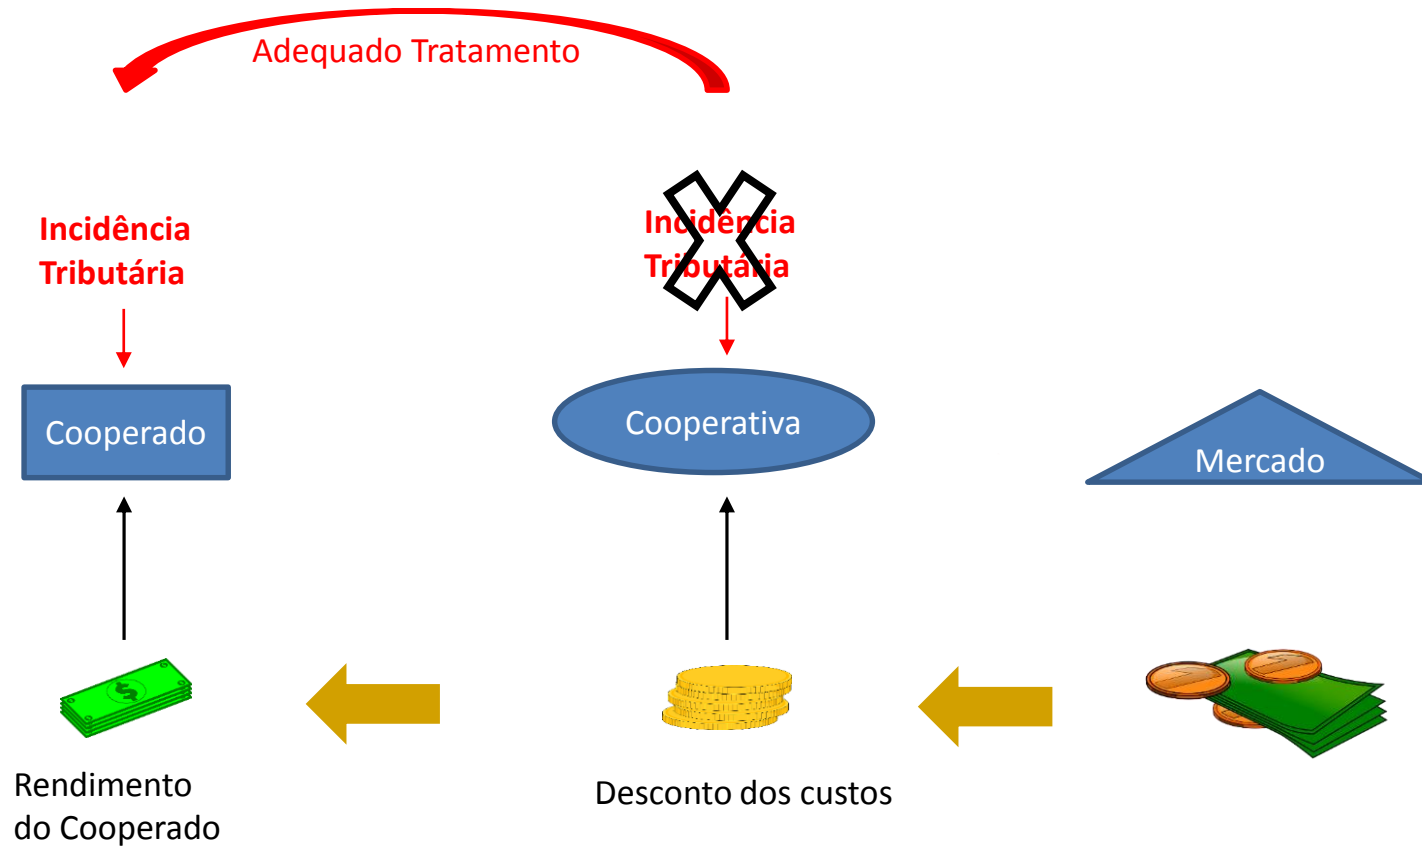 Adequado Tratamento
Incidência
Tributária
Incidência
Tributária
Cooperado
Cooperativa
Mercado
Rendimento
do Cooperado
Desconto dos custos